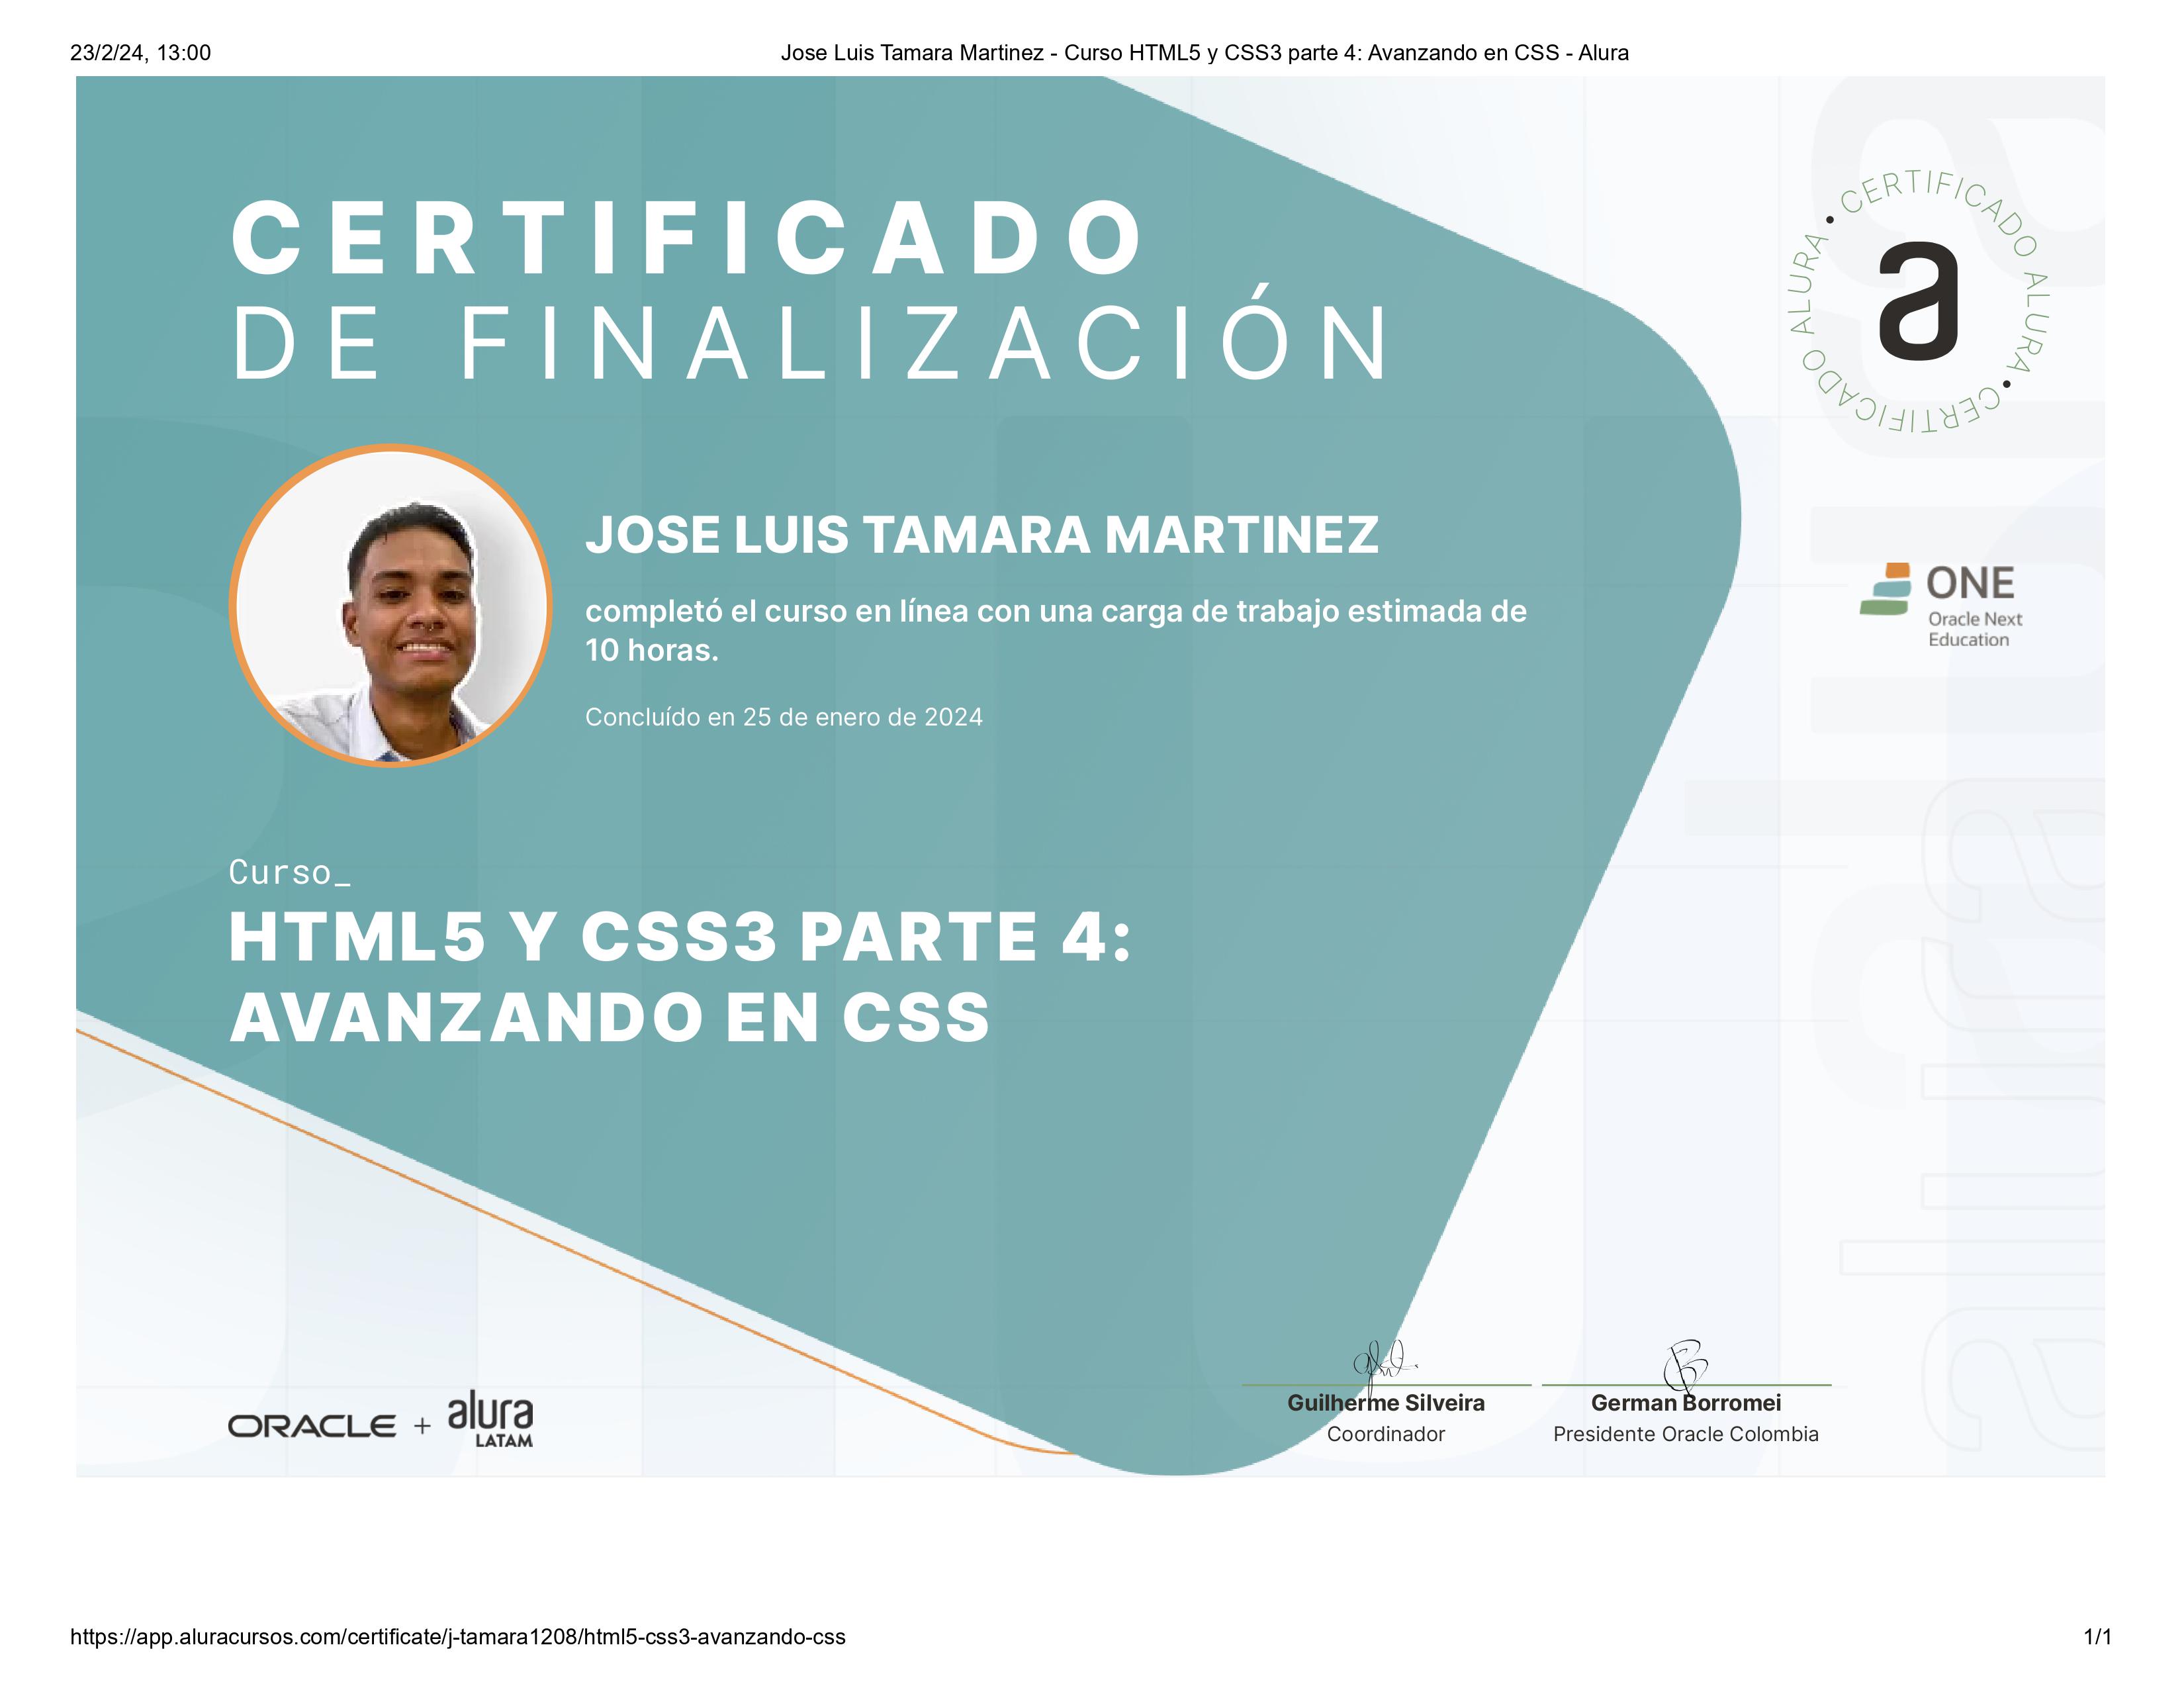 23/2/24, 13:00
Jose Luis Tamara Martinez - Curso HTML5 y CSS3 parte 4: Avanzando en CSS - Alura
CERTIFICADO
DE FINALIZACIÓN
• CERTIFICADO ALURA • CERTIFICADO ALURA
a
JOSE LUIS TAMARA MARTINEZ
completó el curso en línea con una carga de trabajo estimada de
10 horas.
Concluído en 25 de enero de 2024
ONE
Oracle Next
Education
Curso_
HTML5 Y CSS3 PARTE 4:
AVANZANDO EN CSS
alura
alura
ORACLE + alura
LATAM
Guilherme Silveira
Coordinador
German Borromei
Presidente Oracle Colombia
https://app.aluracursos.com/certificate/j-tamara1208/html5-css3-avanzando-css
1/1